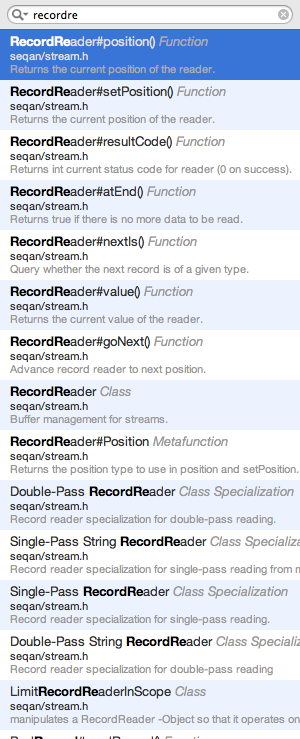 recordre
RecordReader#position() Function
seqan/stream.h
Returns the current position of the reader.
RecordReader#setPosition() Function
seqan/stream.h
Returns the current position of the reader.
RecordReader#resultCode() Function
seqan/stream.h
Returns int current status code for reader (0 on success).
RecordReader#atEnd() Function
seqan/stream.h
Returns true if there is no more data to be read.
RecordReader#nextIs() Function
seqan/stream.h
Query whether the next record is of a given type.
RecordReader#value() Function
seqan/stream.h
Returns the current value of the reader.
RecordReader#goNext() Function
seqan/stream.h
Advance record reader to next position.
RecordReader Class
seqan/stream.h
Buffer management for streams.
RecordReader#Position Metafunction
seqan/stream.h
Returns the position type to use in position and setPosition.
Double-Pass RecordReader Class Specialization
seqan/stream.h
Record reader specialization for double-pass reading.
Single-Pass String RecordReader Class Specializa
seqan/stream.h
Record reader specialization for single-pass reading from m
Single-Pass RecordReader Class Specialization
seqan/stream.h
Record reader specialization for single-pass reading.
Double-Pass String RecordReader Class Speciali
seqan/stream.h
Record reader specialization for double-pass reading
LimitRecordReaderInScope Class
seqan/stream.h
manipulates a RecordReader -Object so that it operates on